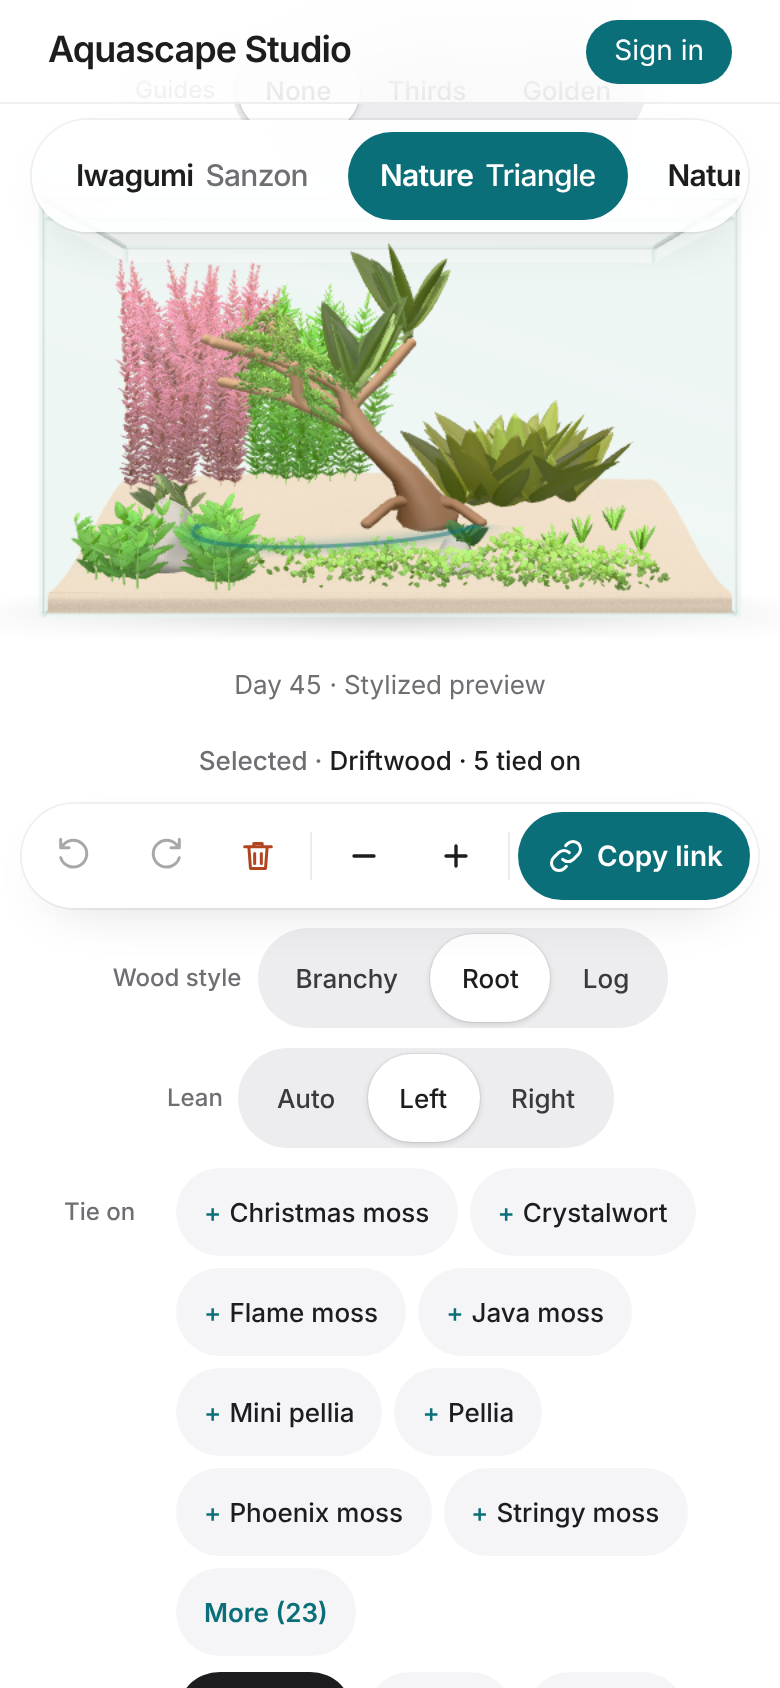 Aquascape Studio
Sign in
Guides None Thirds Golden
Iwagumi Sanzon
Nature Triangle
Natur
Day 45 · Stylized preview
Selected · Driftwood · 5 tied on
Copy link
Wood style
Branchy Root Log
Lean
Auto Left Right
Tie on
+ Christmas moss
+ Crystalwort
+ Flame moss
+ Java moss
+ Mini pellia
+ Pellia
+ Phoenix moss
+ Stringy moss
More (23)